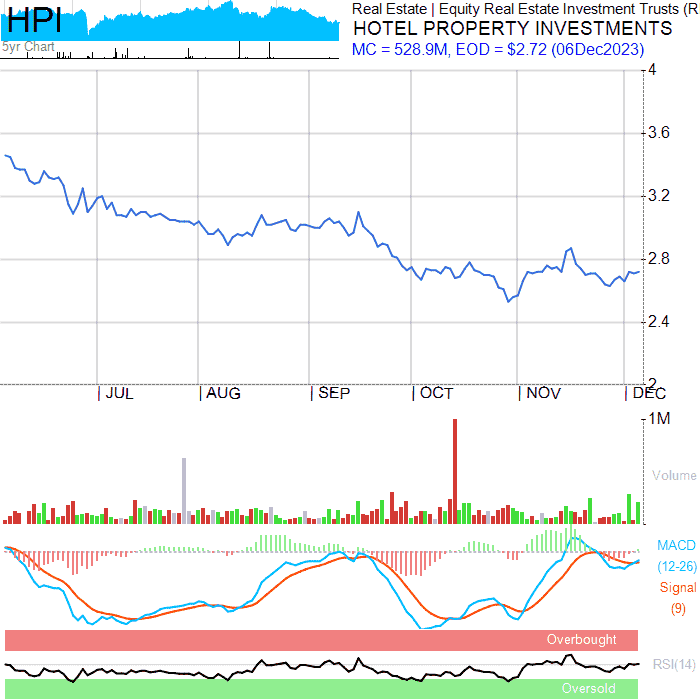 HPI
5yr Chart
Real Estate | Equity Real Estate Investment Trusts (R
HOTEL PROPERTY INVESTMENTS
MC = 528.9M, EOD = $2.72 (06Dec2023)
4
3.6
3.2
2.8
2.4
2
JUL AUG SEP OCT NOV DEC
1M
Volume
MACD
(12-26)
Signal
(9)
Overbought
RSI(14)
Oversold